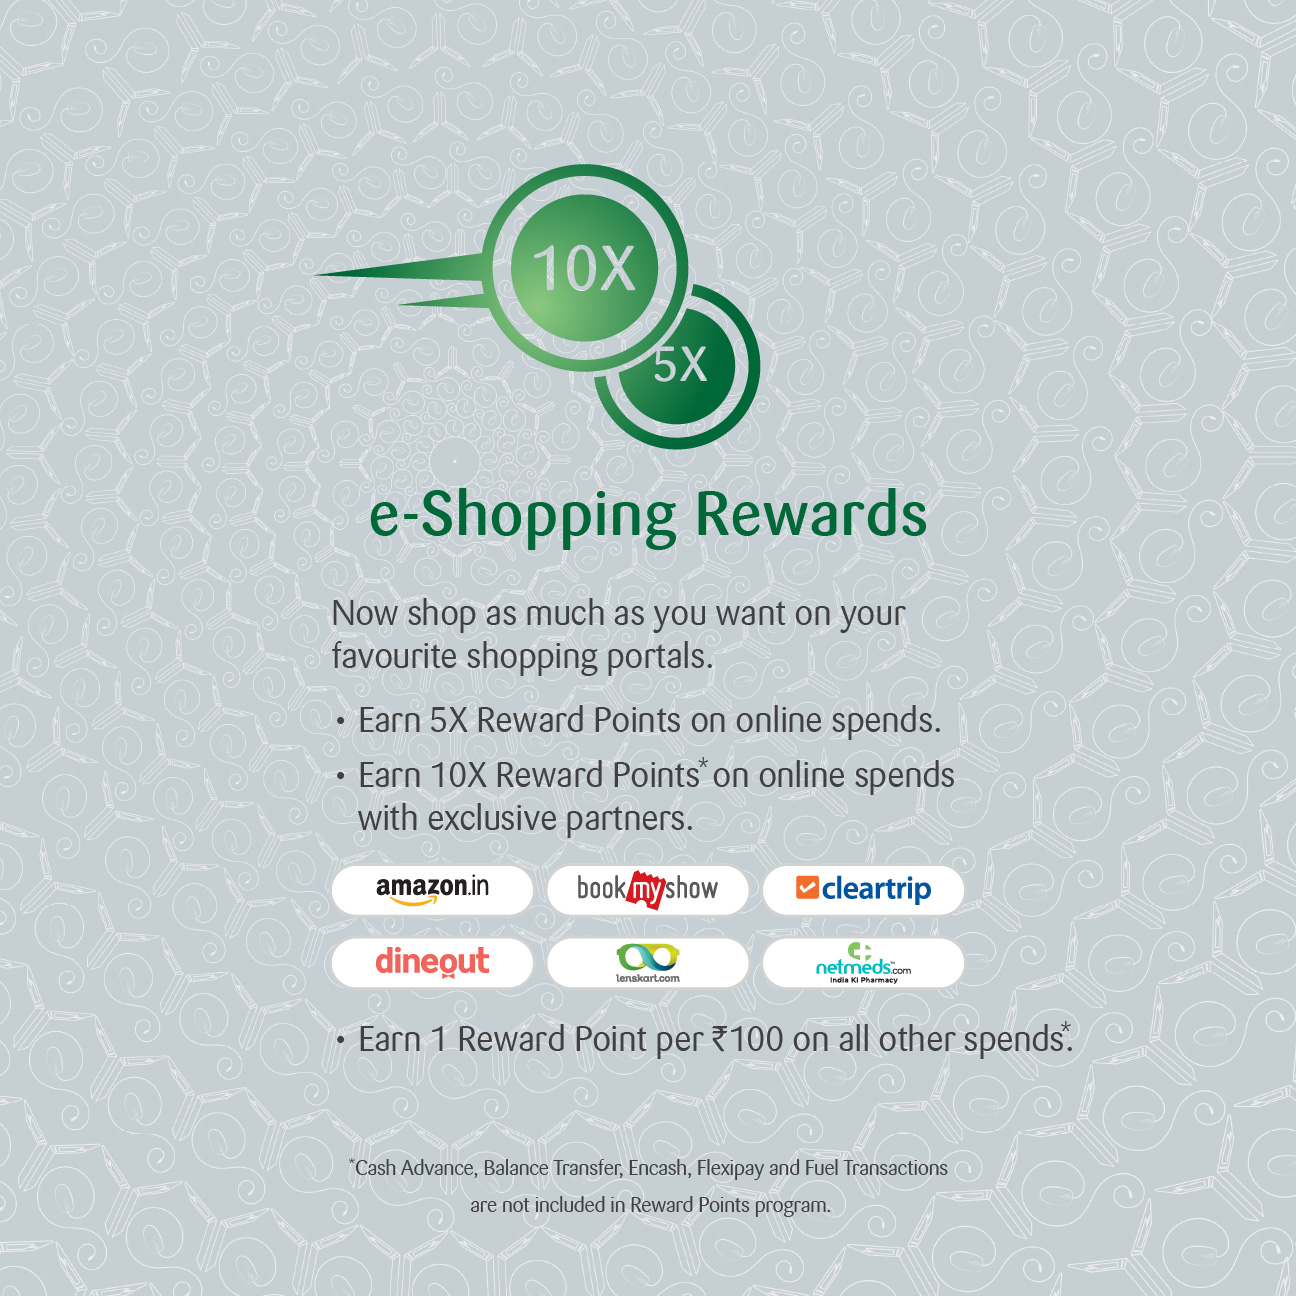 10X
5X
e-Shopping Rewards
Now shop as much as you want on your
favourite shopping portals.
• Earn 5X Reward Points on online spends.
• Earn 10X Reward Points* on online spends
with exclusive partners.
amazon.in bookmyshow cleartrip
dineout lenskart.com netmeds.com™
India Ki Pharmacy
• Earn 1 Reward Point per ₹100 on all other spends*.
*Cash Advance, Balance Transfer, Encash, Flexipay and Fuel Transactions
are not included in Reward Points program.